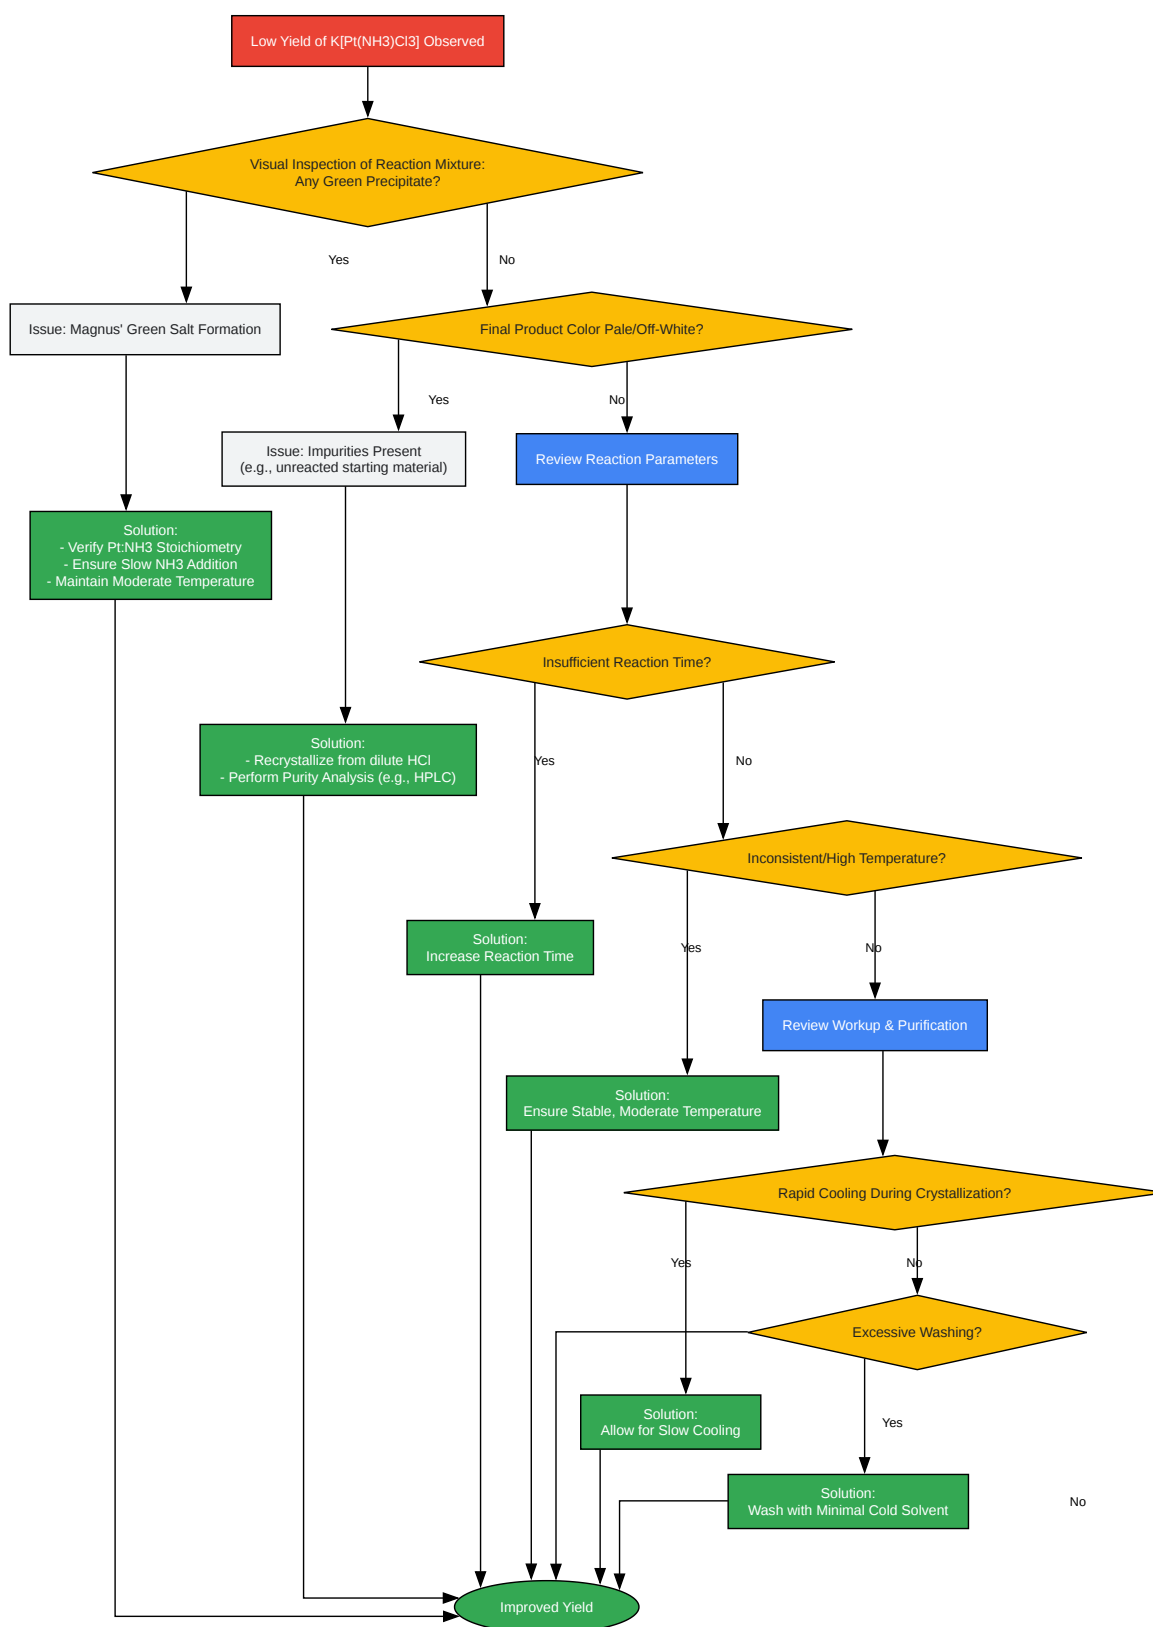 Low Yield of K[Pt(NH3)Cl3] Observed
Visual Inspection of Reaction Mixture:
Any Green Precipitate?
Yes
No
Issue: Magnus' Green Salt Formation
Final Product Color Pale/Off-White?
Yes
No
Issue: Impurities Present
(e.g., unreacted starting material)
Review Reaction Parameters
Solution:
- Verify Pt:NH3 Stoichiometry
- Ensure Slow NH3 Addition
- Maintain Moderate Temperature
Insufficient Reaction Time?
Solution:
- Recrystallize from dilute HCl
- Perform Purity Analysis (e.g., HPLC)
Yes
No
Inconsistent/High Temperature?
Solution:
Increase Reaction Time
Yes
No
Review Workup & Purification
Solution:
Ensure Stable, Moderate Temperature
Rapid Cooling During Crystallization?
Yes
No
Excessive Washing?
Solution:
Allow for Slow Cooling
Yes
Solution:
Wash with Minimal Cold Solvent
No
Improved Yield